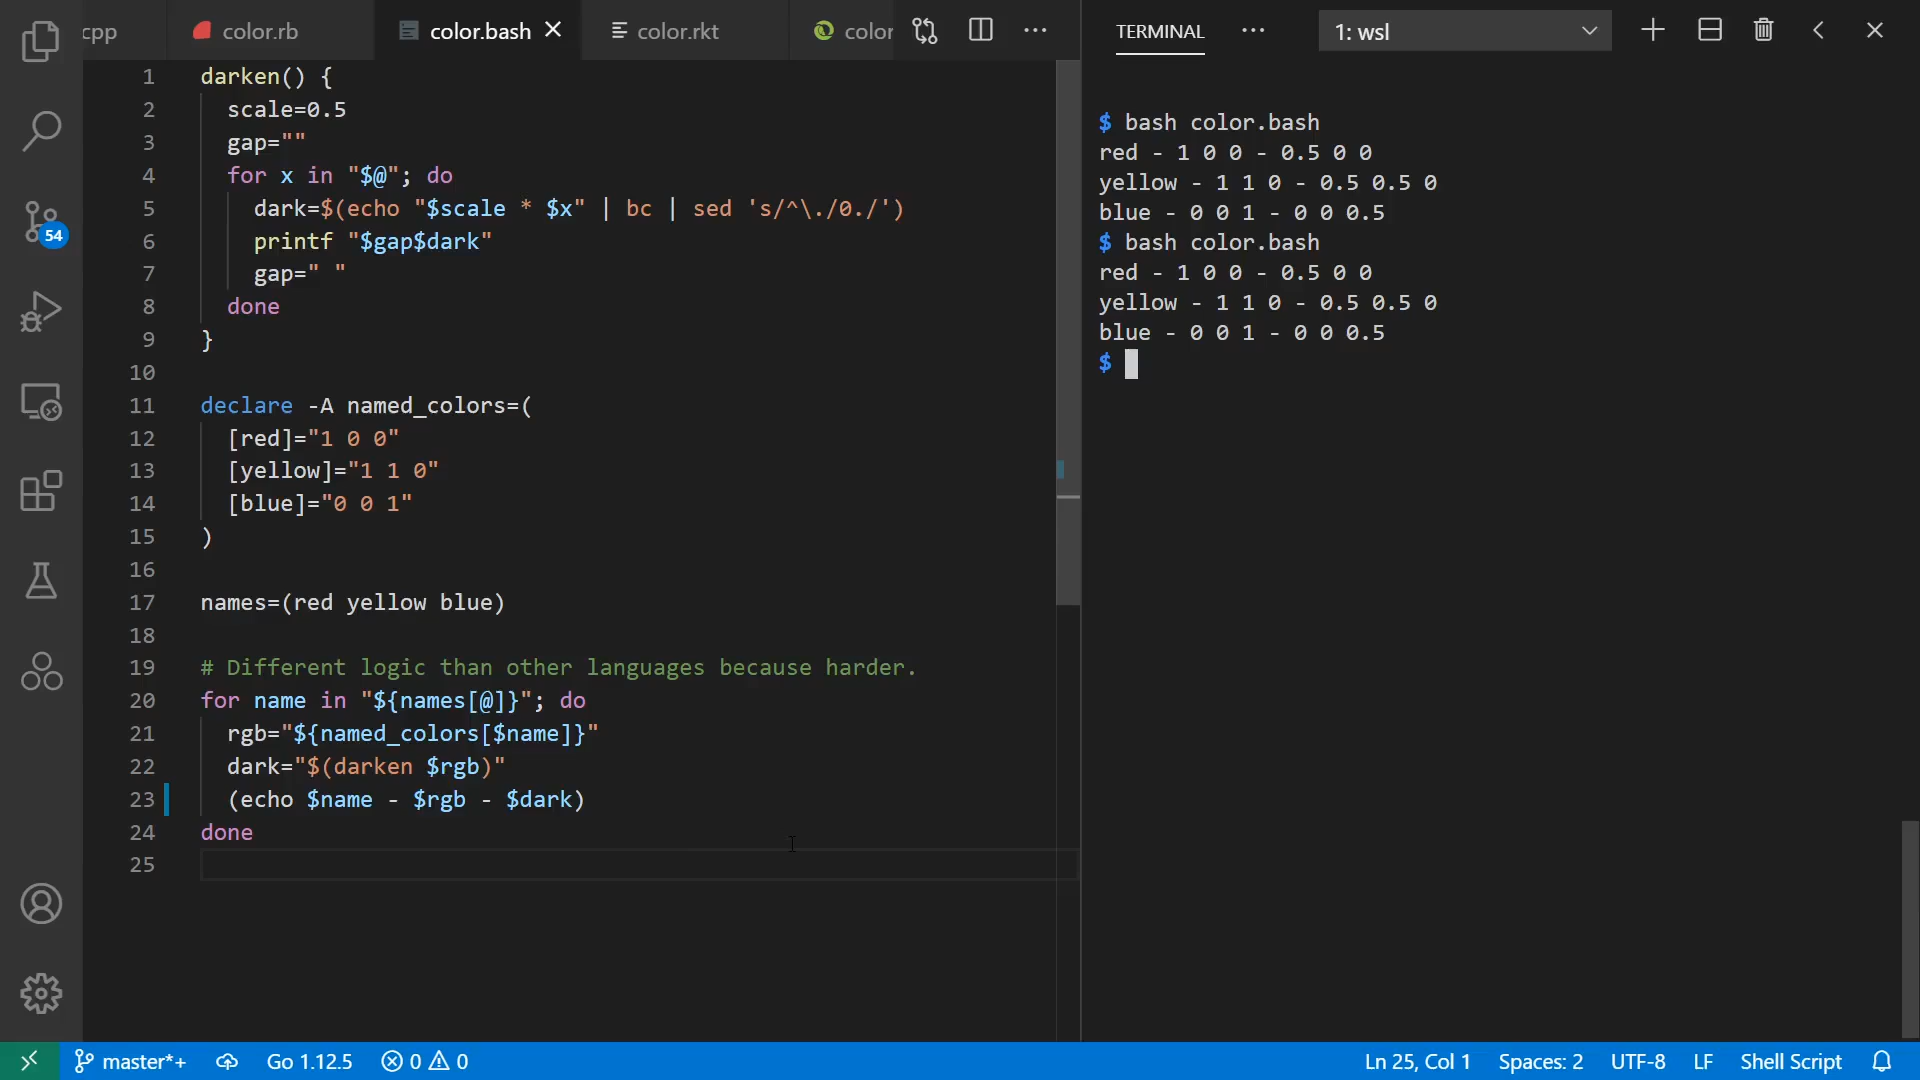 cpp
color.rb
color.bash
color.rkt
color
1 darken() {
2 scale=0.5
3 gap=""
4 for x in "$@"; do
5 dark=$(echo "$scale * $x" | bc | sed 's/^\./0./')
6 printf "$gap$dark"
7 gap=" "
8 done
9 }
10
11 declare -A named_colors=(
12 [red]="1 0 0"
13 [yellow]="1 1 0"
14 [blue]="0 0 1"
15 )
16
17 names=(red yellow blue)
18
19 # Different logic than other languages because harder.
20 for name in "${names[@]}"; do
21 rgb="${named_colors[$name]}"
22 dark="$(darken $rgb)"
23 (echo $name - $rgb - $dark)
24 done
25
54
TERMINAL
1: wsl
$ bash color.bash
red - 1 0 0 - 0.5 0 0
yellow - 1 1 0 - 0.5 0.5 0
blue - 0 0 1 - 0 0 0.5
$ bash color.bash
red - 1 0 0 - 0.5 0 0
yellow - 1 1 0 - 0.5 0.5 0
blue - 0 0 1 - 0 0 0.5
$
master*+
Go 1.12.5
0
0
Ln 25, Col 1
Spaces: 2
UTF-8
LF
Shell Script